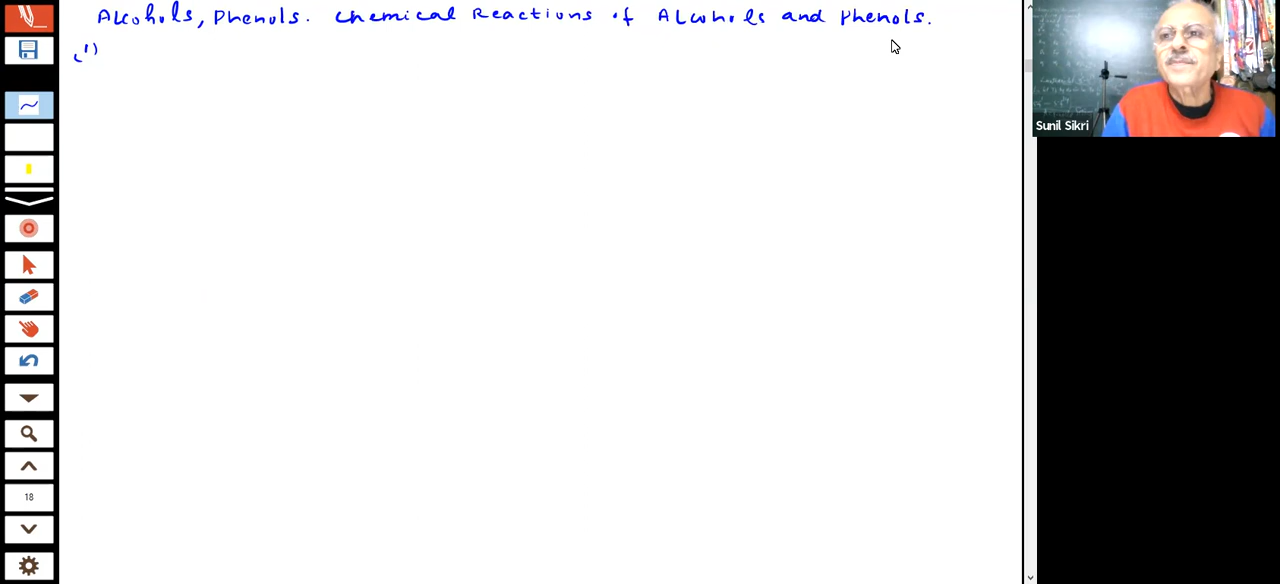 Alcohols, Phenols. Chemical Reactions of Alcohols and Phenols.
(1)
Sunil Sikri
18